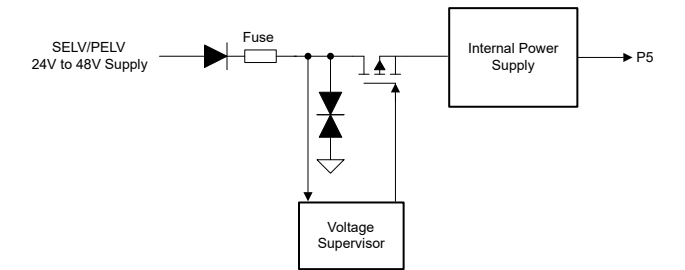 SELV/PELV
24V to 48V Supply
Fuse
Internal Power
Supply
P5
Voltage
Supervisor